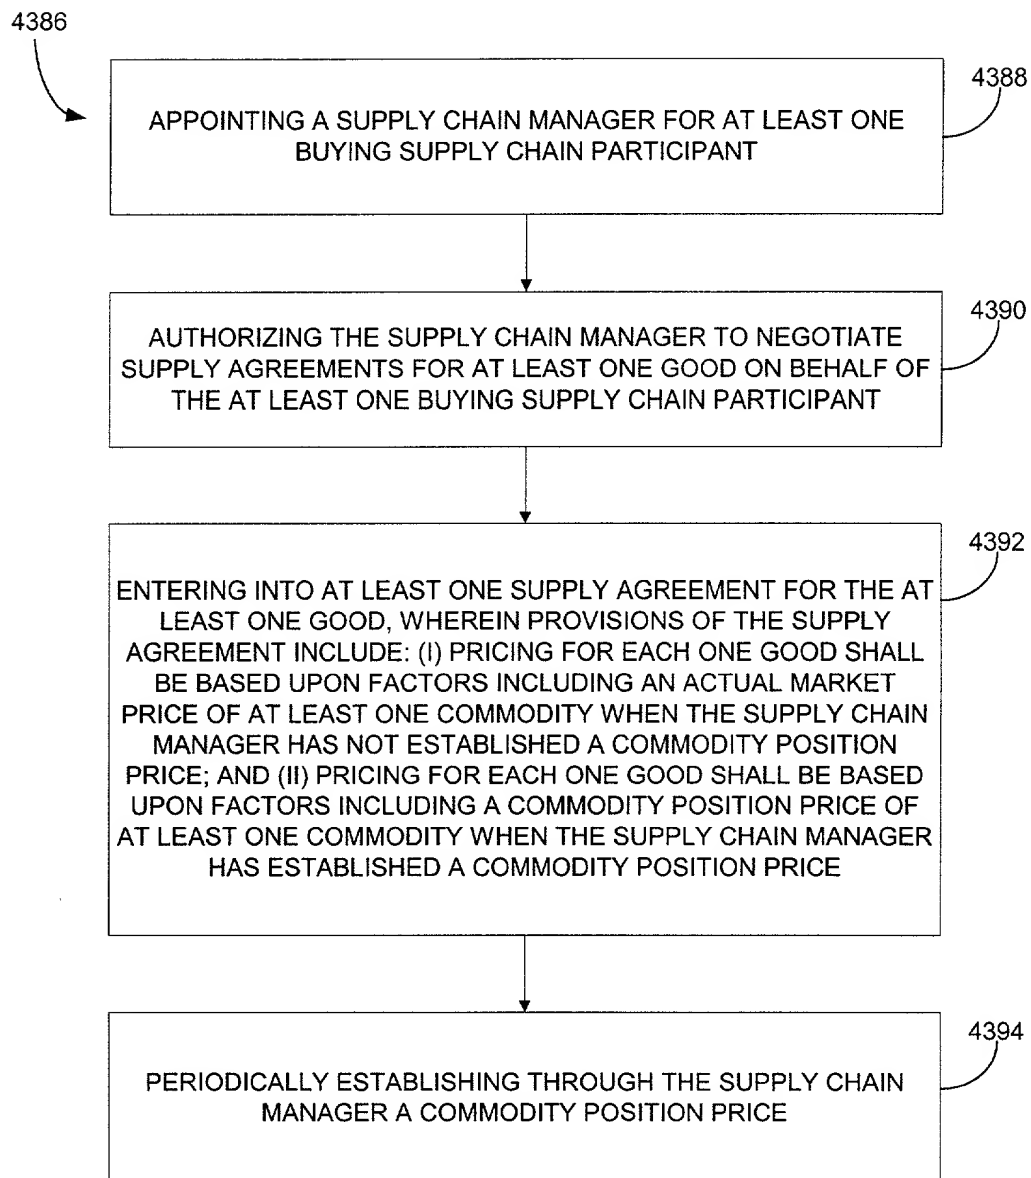 4386
4388
APPOINTING A SUPPLY CHAIN MANAGER FOR AT LEAST ONE
BUYING SUPPLY CHAIN PARTICIPANT
4390
AUTHORIZING THE SUPPLY CHAIN MANAGER TO NEGOTIATE
SUPPLY AGREEMENTS FOR AT LEAST ONE GOOD ON BEHALF OF
THE AT LEAST ONE BUYING SUPPLY CHAIN PARTICIPANT
4392
ENTERING INTO AT LEAST ONE SUPPLY AGREEMENT FOR THE AT
LEAST ONE GOOD, WHEREIN PROVISIONS OF THE SUPPLY
AGREEMENT INCLUDE: (I) PRICING FOR EACH ONE GOOD SHALL
BE BASED UPON FACTORS INCLUDING AN ACTUAL MARKET
PRICE OF AT LEAST ONE COMMODITY WHEN THE SUPPLY CHAIN
MANAGER HAS NOT ESTABLISHED A COMMODITY POSITION
PRICE; AND (II) PRICING FOR EACH ONE GOOD SHALL BE BASED
UPON FACTORS INCLUDING A COMMODITY POSITION PRICE OF
AT LEAST ONE COMMODITY WHEN THE SUPPLY CHAIN MANAGER
HAS ESTABLISHED A COMMODITY POSITION PRICE
4394
PERIODICALLY ESTABLISHING THROUGH THE SUPPLY CHAIN
MANAGER A COMMODITY POSITION PRICE